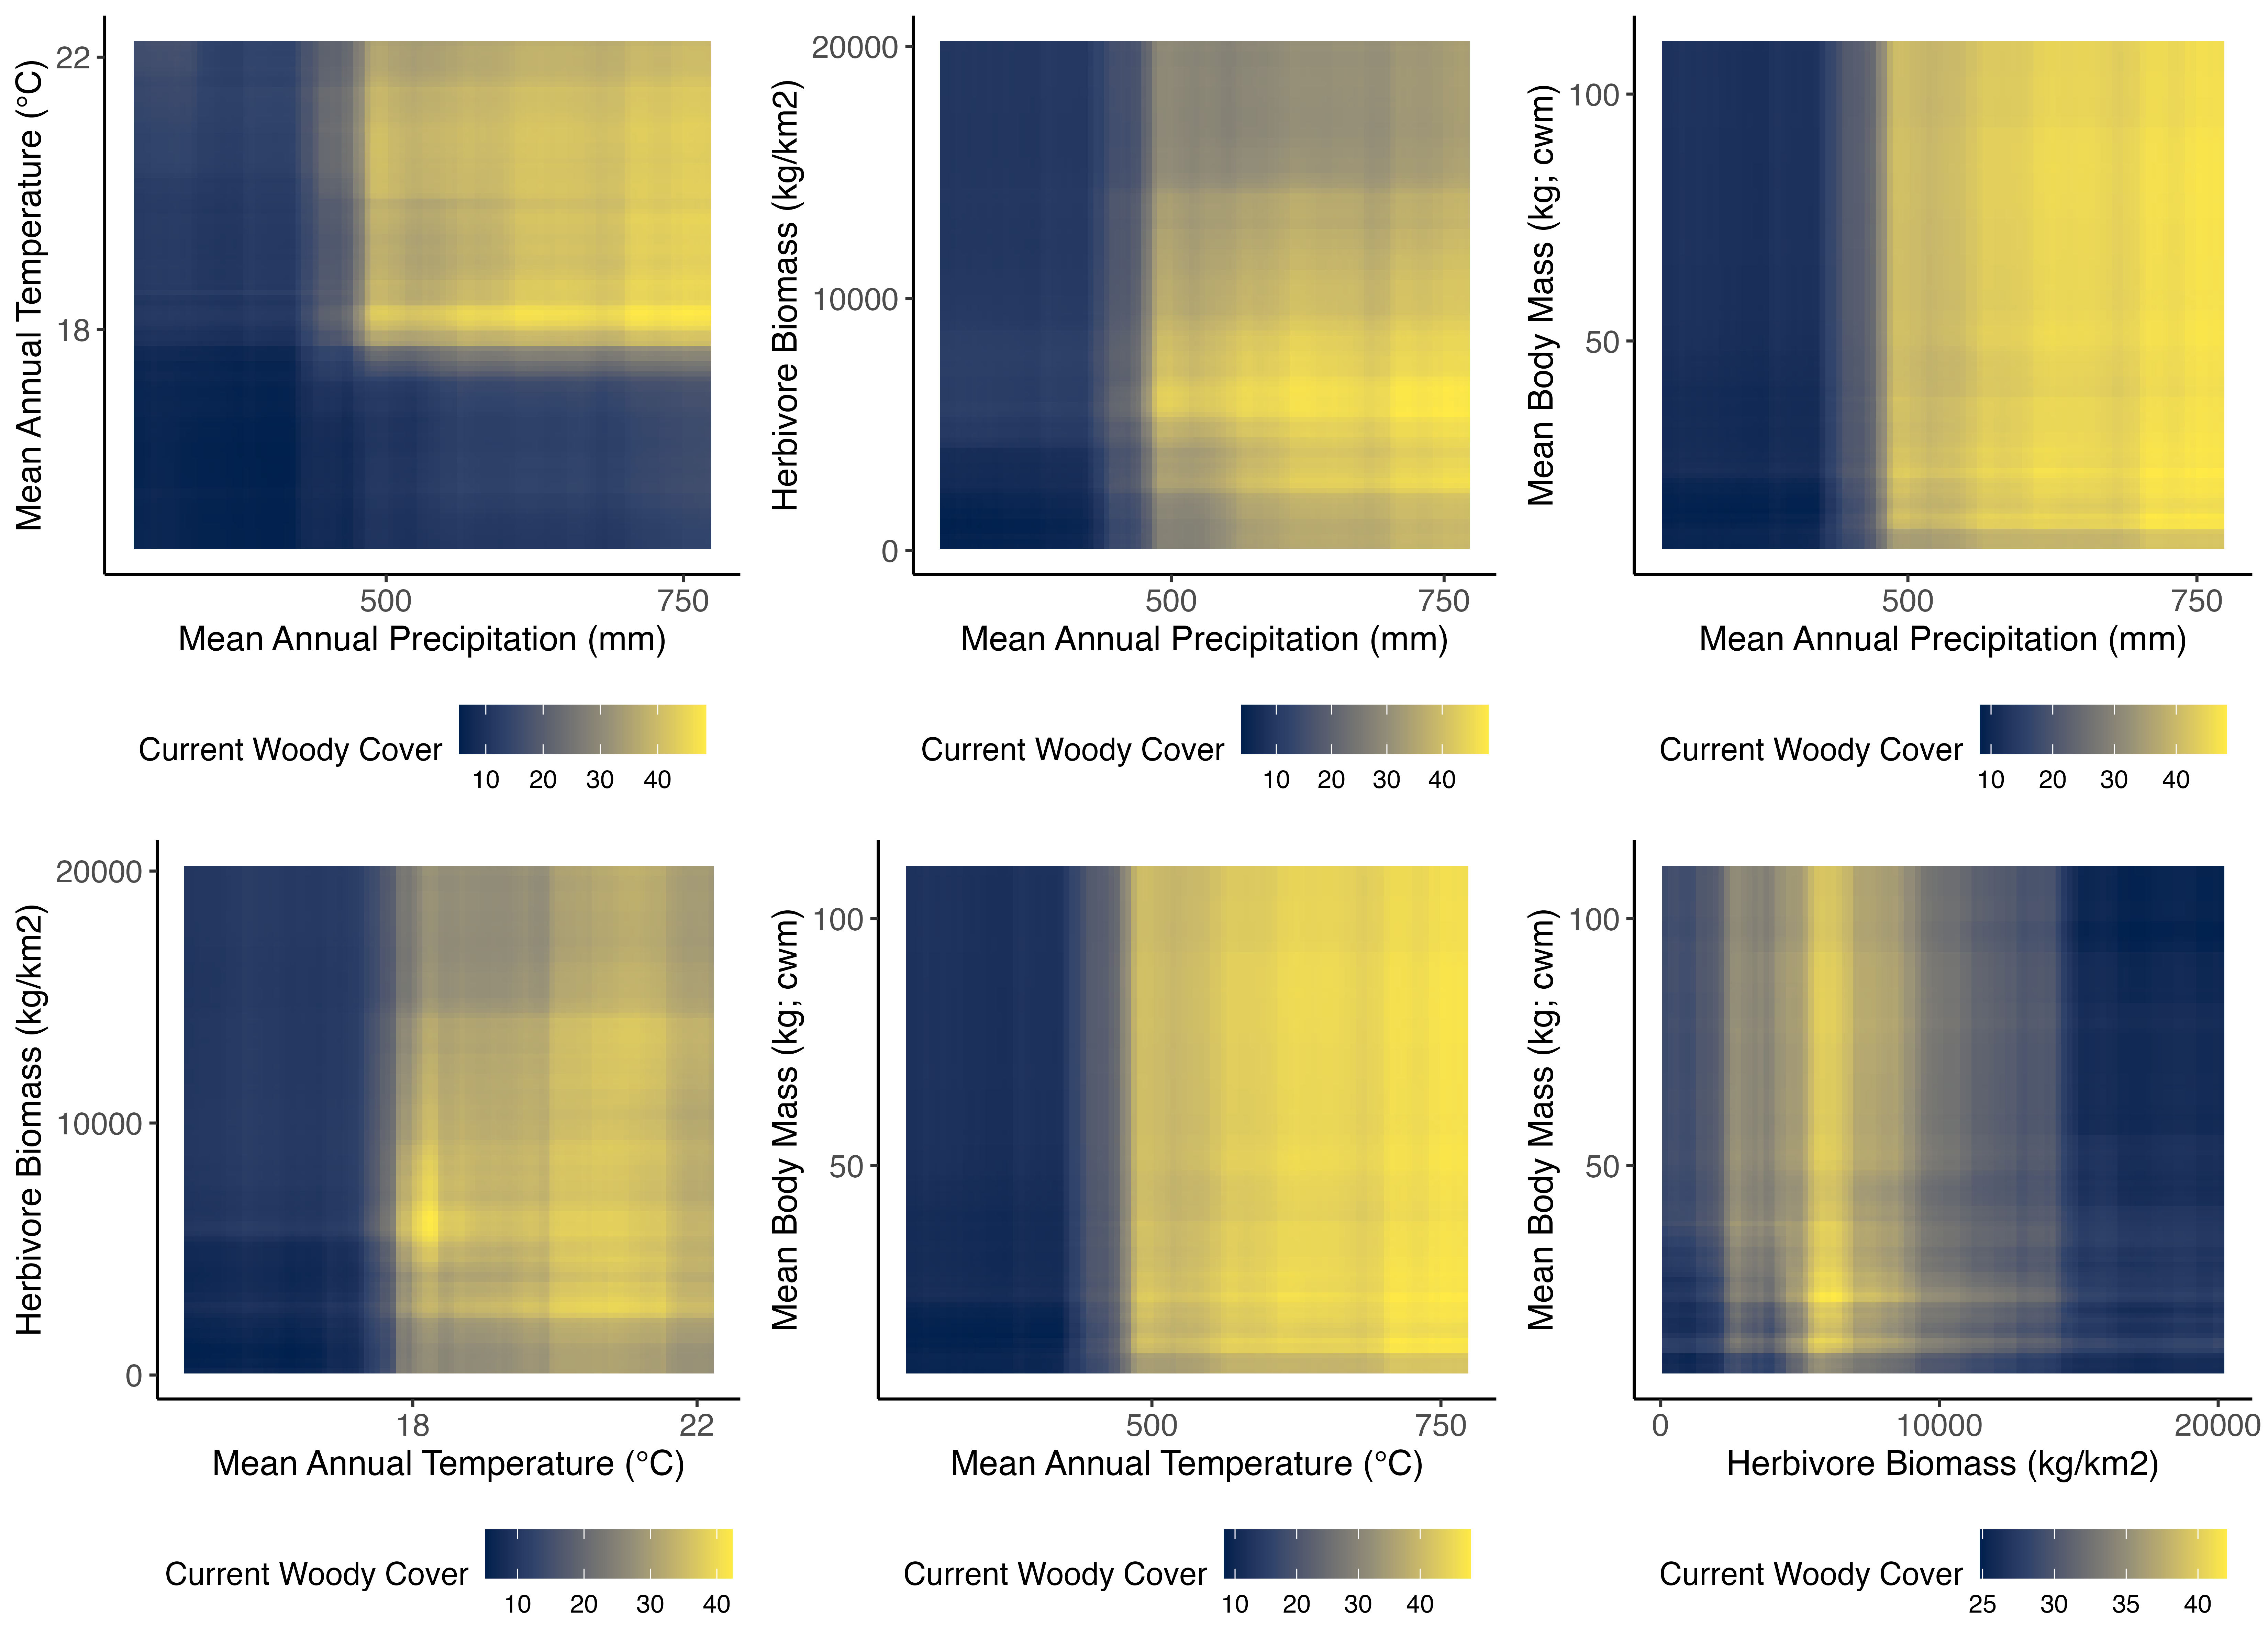 Mean Annual Temperature (°C)
22
18
500 750
Mean Annual Precipitation (mm)
Current Woody Cover
10 20 30 40
Herbivore Biomass (kg/km2)
20000
10000
0
500 750
Mean Annual Precipitation (mm)
Current Woody Cover
10 20 30 40
Mean Body Mass (kg; cwm)
100
50
500 750
Mean Annual Precipitation (mm)
Current Woody Cover
10 20 30 40
Herbivore Biomass (kg/km2)
20000
10000
0
18 22
Mean Annual Temperature (°C)
Current Woody Cover
10 20 30 40
Mean Body Mass (kg; cwm)
100
50
500 750
Mean Annual Temperature (°C)
Current Woody Cover
10 20 30 40
Mean Body Mass (kg; cwm)
100
50
0 10000 20000
Herbivore Biomass (kg/km2)
Current Woody Cover
25 30 35 40